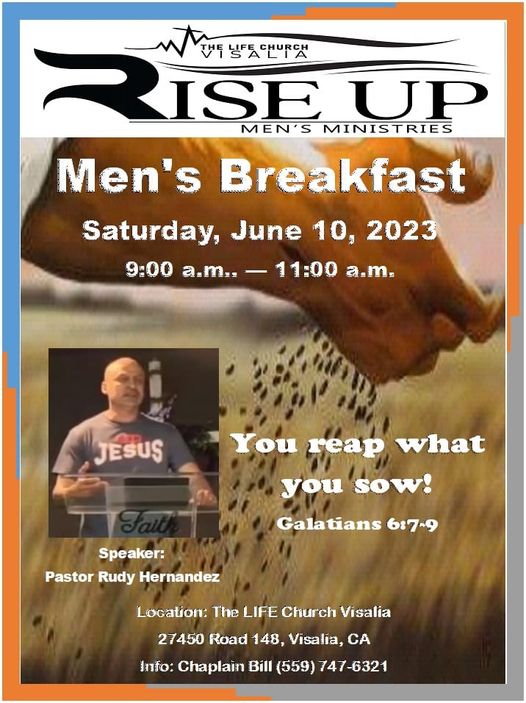 THE LIFE CHURCH
VISALIA
RISE UP
MEN'S MINISTRIES
Men's Breakfast
Saturday, June 10, 2023
9:00 a.m.. — 11:00 a.m.
JESUS
Faith
You reap what
you sow!
Galatians 6:7-9
Speaker:
Pastor Rudy Hernandez
Location: The LIFE Church Visalia
27450 Road 148, Visalia, CA
Info: Chaplain Bill (559) 747-6321